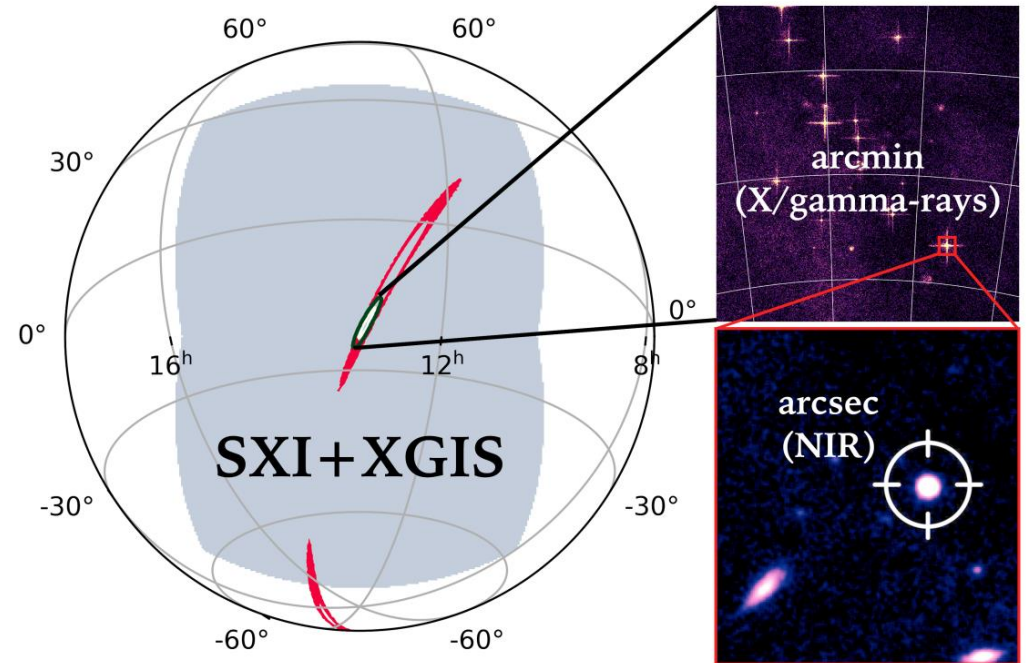 60° 60°
30°
0° 0°
16ʰ 12ʰ 8ʰ
SXI+XGIS
-30° -30°
-60° -60°
arcmin
(X/gamma-rays)
arcsec
(NIR)